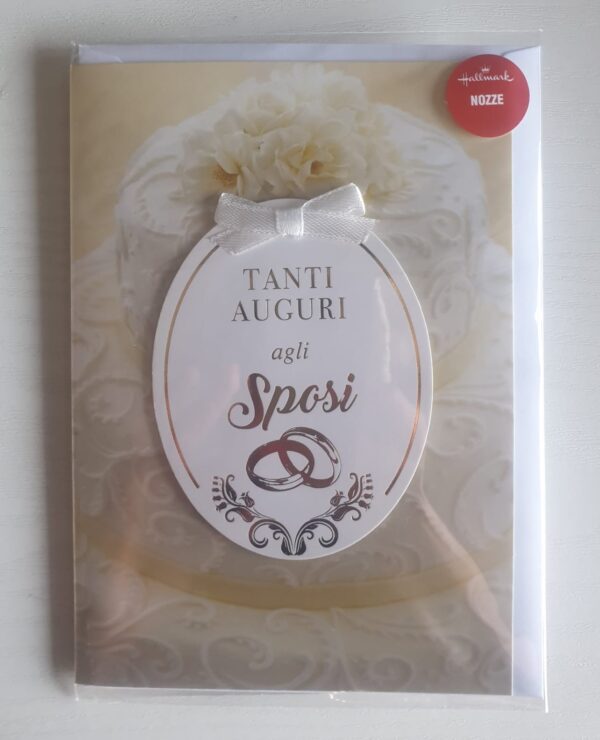 Hallmark
NOZZE
TANTI
AUGURI
agli
Sposi